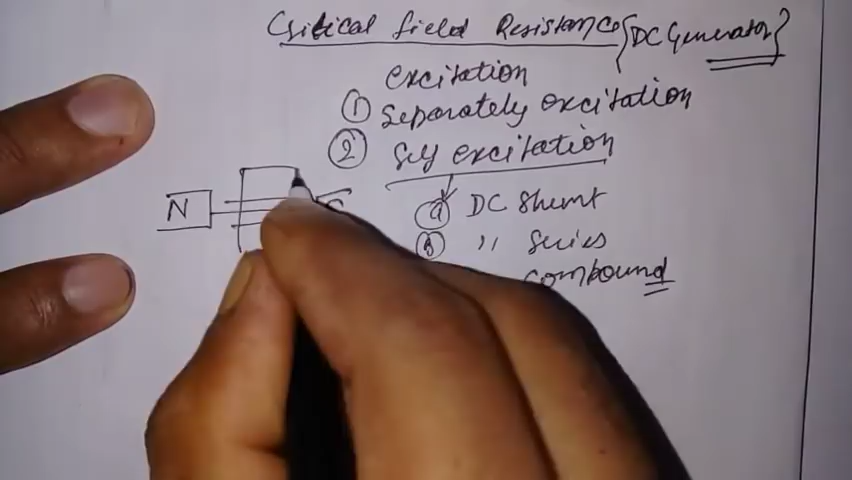 Critical field Resistance {DC Generator}
excitation
① Separately excitation
② Self excitation
ⓐ DC Shunt
ⓑ '' Series
compound
N